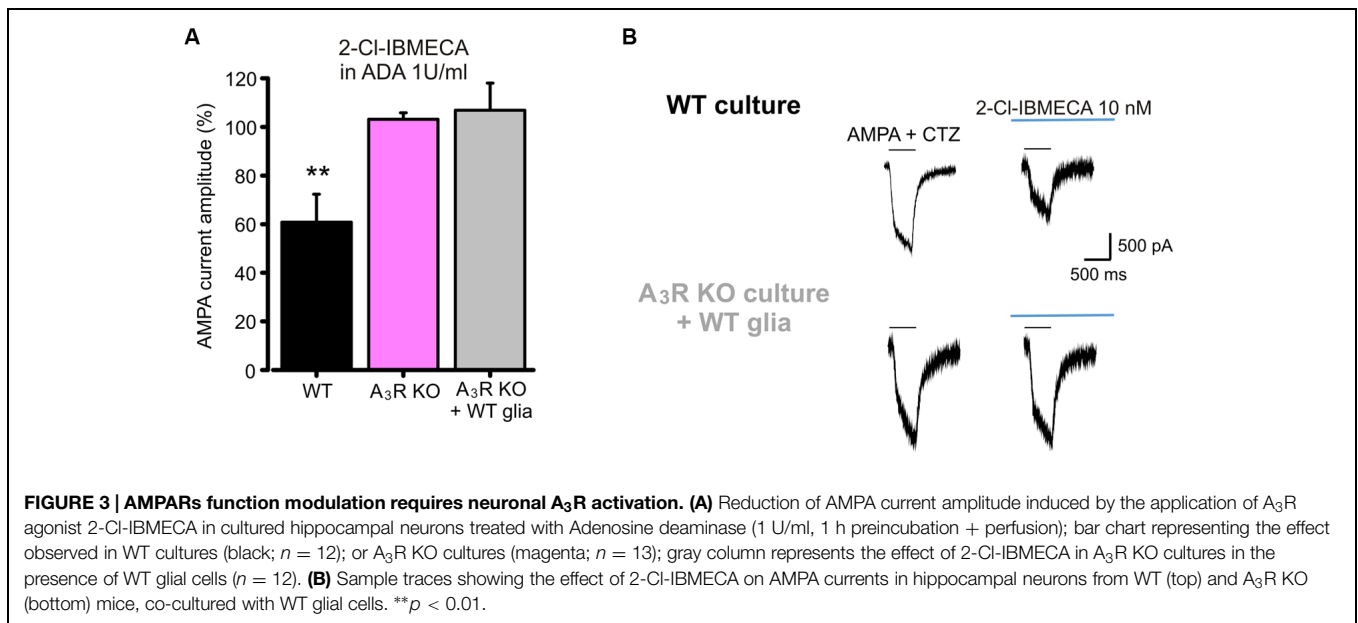 A
2-Cl-IBMECA
in ADA 1U/ml
AMPA current amplitude (%)
120
100
80
60
40
20
0
**
WT
A₃R KO
A₃R KO
+ WT glia
B
WT culture
2-Cl-IBMECA 10 nM
AMPA + CTZ
500 pA
500 ms
A₃R KO culture
+ WT glia
FIGURE 3 | AMPARs function modulation requires neuronal A₃R activation. (A) Reduction of AMPA current amplitude induced by the application of A₃R
agonist 2-Cl-IBMECA in cultured hippocampal neurons treated with Adenosine deaminase (1 U/ml, 1 h preincubation + perfusion); bar chart representing the effect
observed in WT cultures (black; n = 12); or A₃R KO cultures (magenta; n = 13); gray column represents the effect of 2-Cl-IBMECA in A₃R KO cultures in the
presence of WT glial cells (n = 12). (B) Sample traces showing the effect of 2-Cl-IBMECA on AMPA currents in hippocampal neurons from WT (top) and A₃R KO
(bottom) mice, co-cultured with WT glial cells. **p < 0.01.